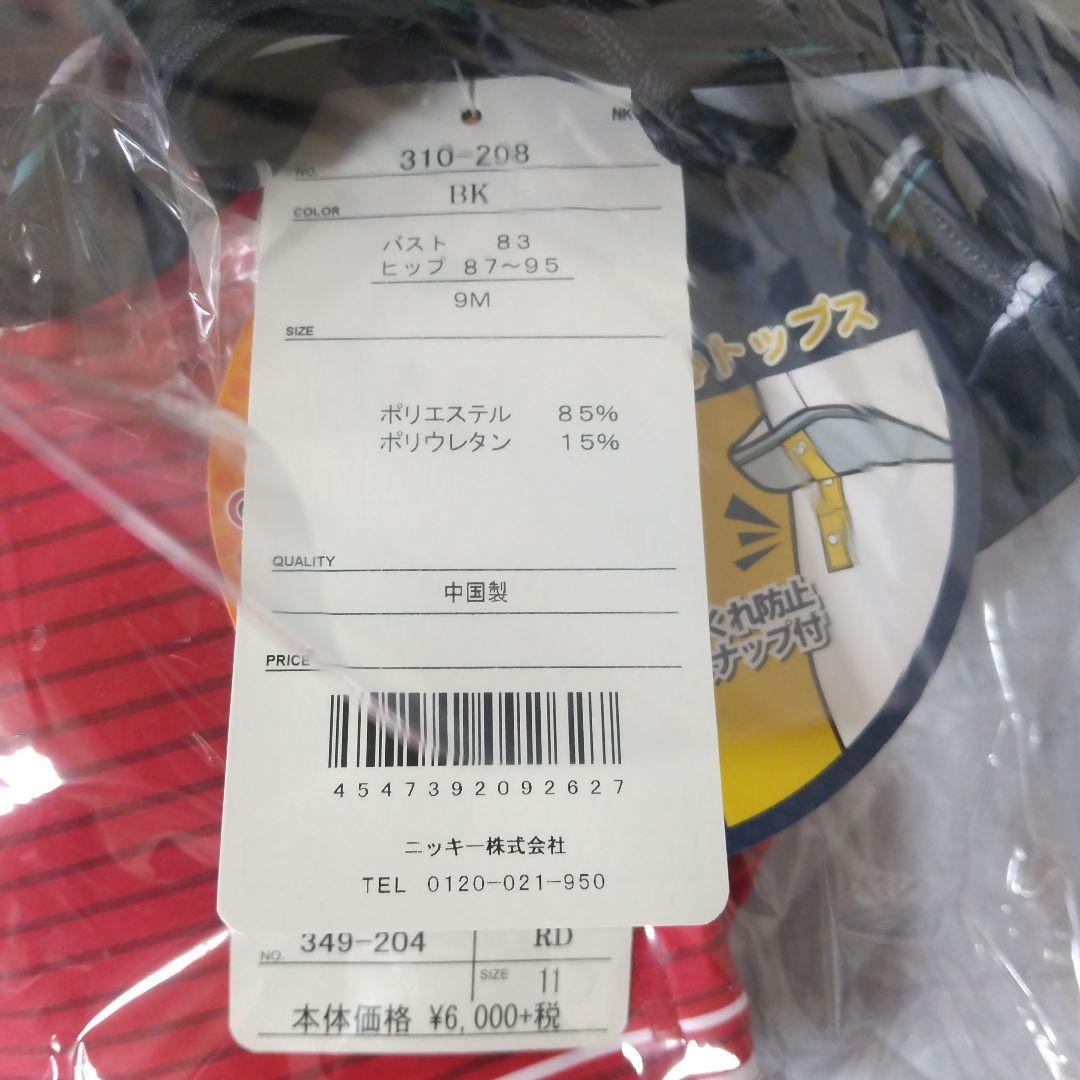 NK
NO. 310-298
COLOR BK
バスト 83
ヒップ 87〜95
9M
SIZE
ポリエステル 85%
ポリウレタン 15%
QUALITY
中国製
PRICE
4547392092627
ニッキー株式会社
TEL 0120-021-950
トップス
くれ防止
ナップ付
NO. 349-204 RD
SIZE 11
本体価格 ¥6,000+税